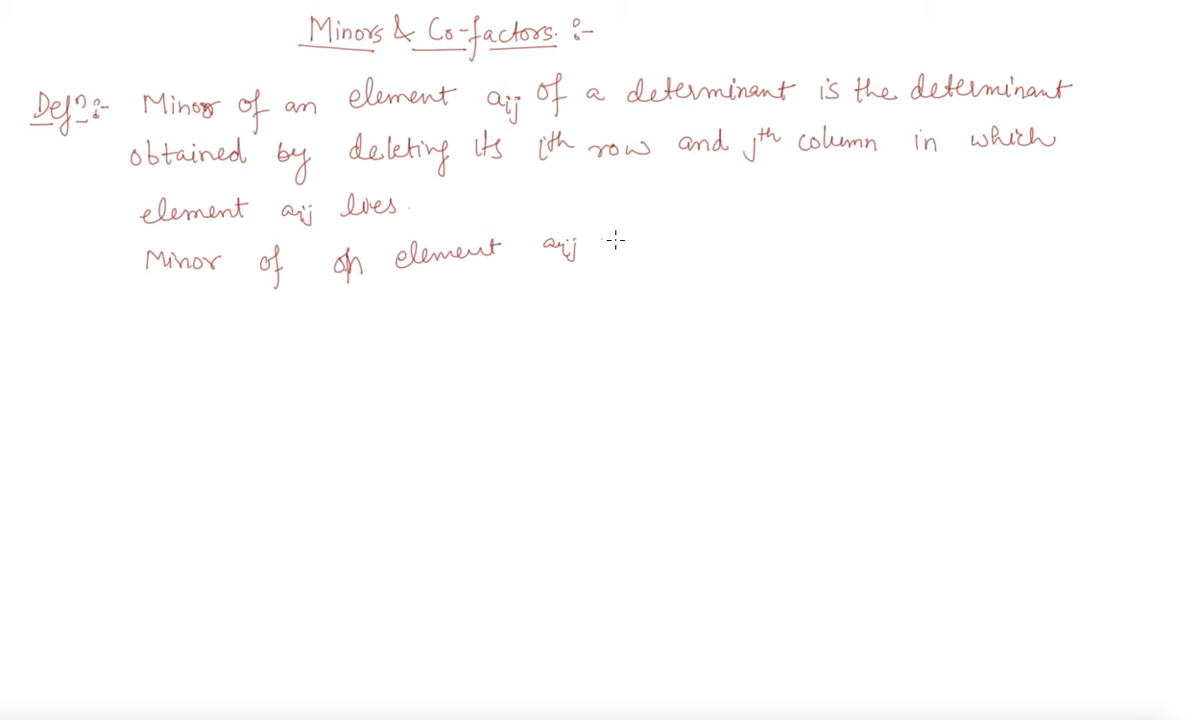 Minors & Co-factors :-
Defn:- Minor of an element aij of a determinant is the determinant
obtained by deleting its ith row and jth column in which
element aij lies.
Minor of an element aij